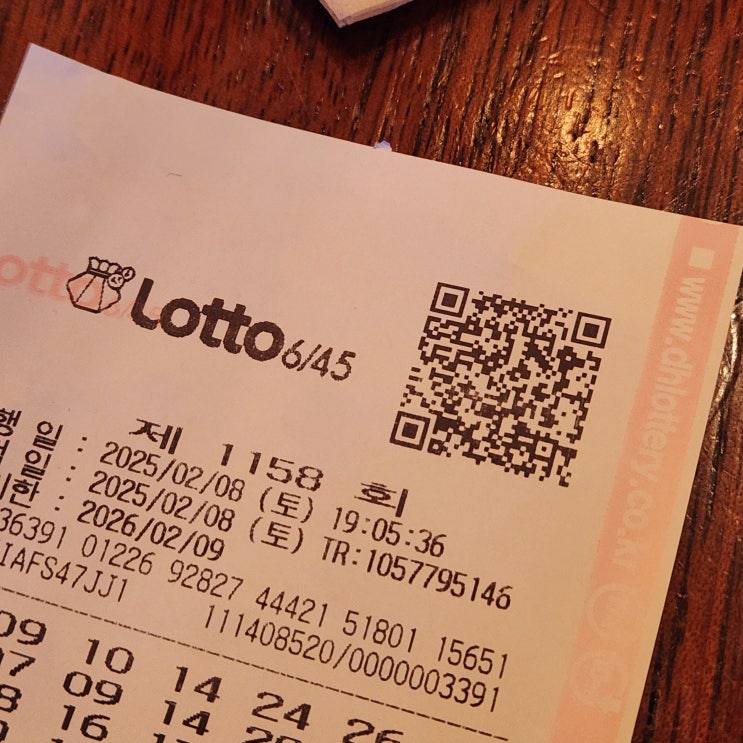 Lotto 6/45
제 1158 회
행 일 : 2025/02/08 (토) 19:05:36
일 : 2025/02/08 (토) TR:1057795146
한 : 2026/02/09
36391 01226 92827 44421 51801 15651
IAFS47JJ1 111408520/0000003391
09 10 14 24 26
07 09 14
16
www.dhlottery.co.kr